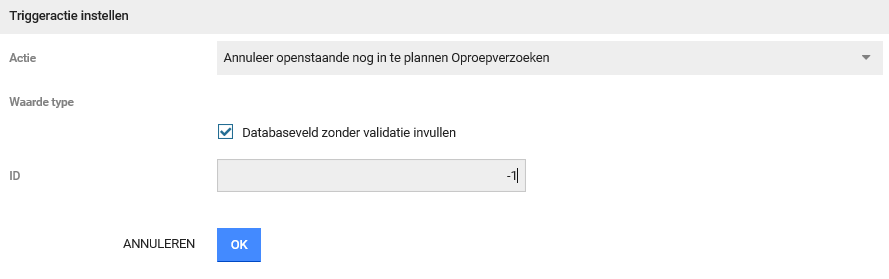 Triggeractie instellen
Actie
Annuleer openstaande nog in te plannen Oproepverzoeken
Waarde type
Databaseveld zonder validatie invullen
ID
-1
ANNULEREN
OK